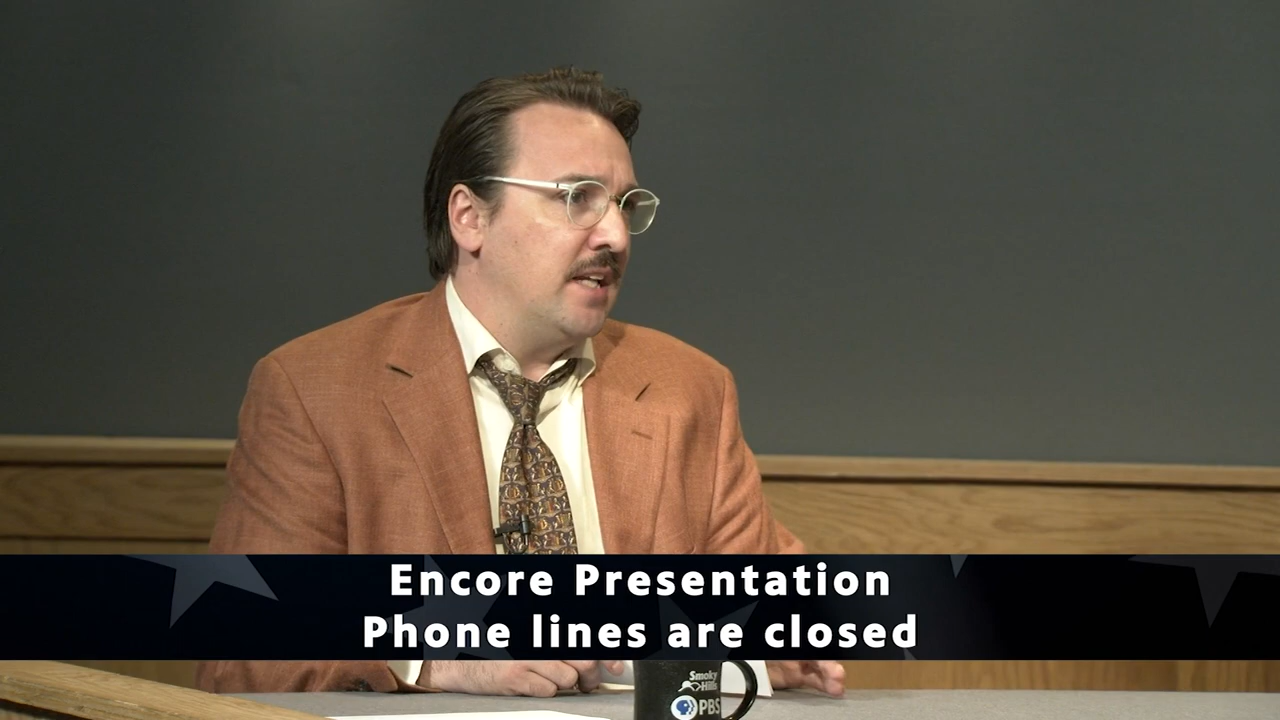 Encore Presentation
Phone lines are closed
Smoky
Hills
PBS